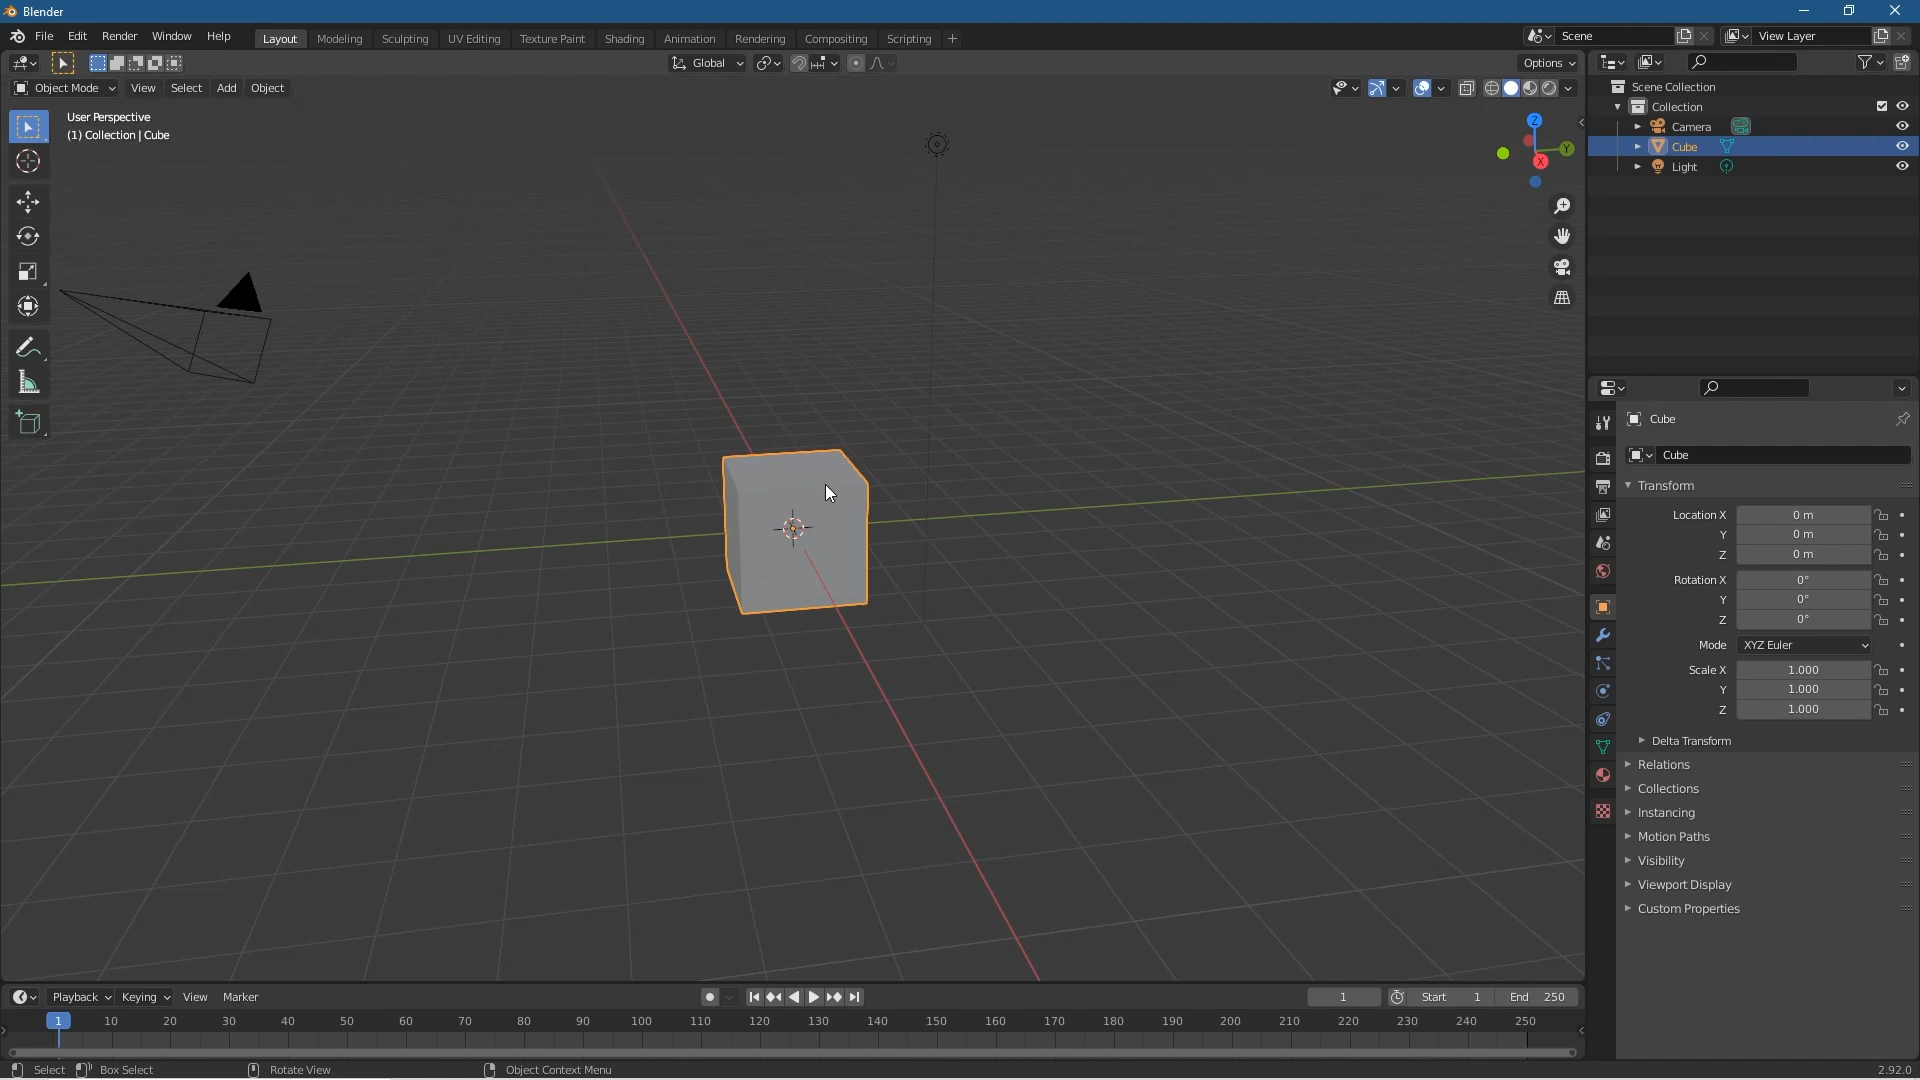 Blender
File Edit Render Window Help
Layout Modeling Sculpting UV Editing Texture Paint Shading Animation Rendering Compositing Scripting +
Scene View Layer
Global Options
Object Mode View Select Add Object
User Perspective
(1) Collection | Cube
Z
Y
X
Scene Collection
Collection
Camera
Cube
Light
Cube
Cube
Transform
Location X 0 m
Y 0 m
Z 0 m
Rotation X 0°
Y 0°
Z 0°
Mode XYZ Euler
Scale X 1.000
Y 1.000
Z 1.000
Delta Transform
Relations
Collections
Instancing
Motion Paths
Visibility
Viewport Display
Custom Properties
Playback Keying View Marker 1 Start 1 End 250
1 10 20 30 40 50 60 70 80 90 100 110 120 130 140 150 160 170 180 190 200 210 220 230 240 250
Select Box Select Rotate View Object Context Menu 2.92.0